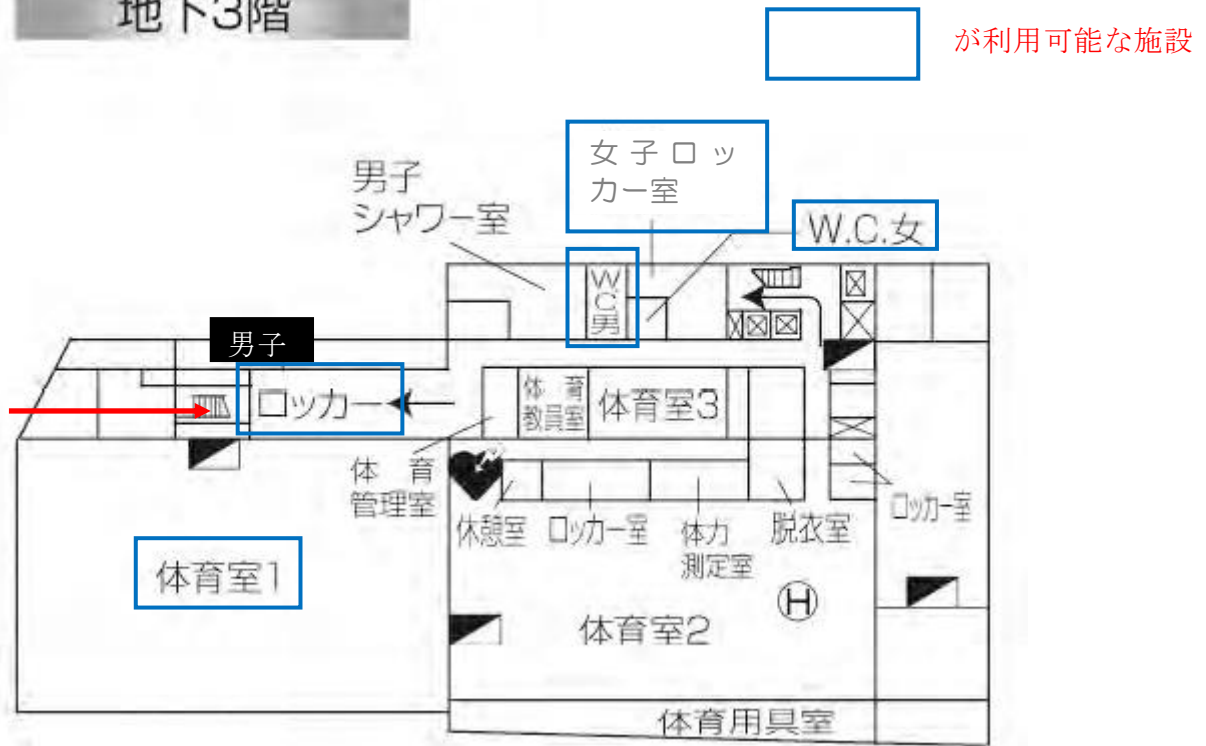 地下3階
が利用可能な施設
女子ロッ
カー室
男子
シャワー室
W.C.女
W
C
男
男子
ロッカー
体育
教員室
体育室3
体育
管理室
休憩室
ロッカー室
体力
測定室
脱衣室
ロッカー室
体育室1
H
体育室2
体育用具室